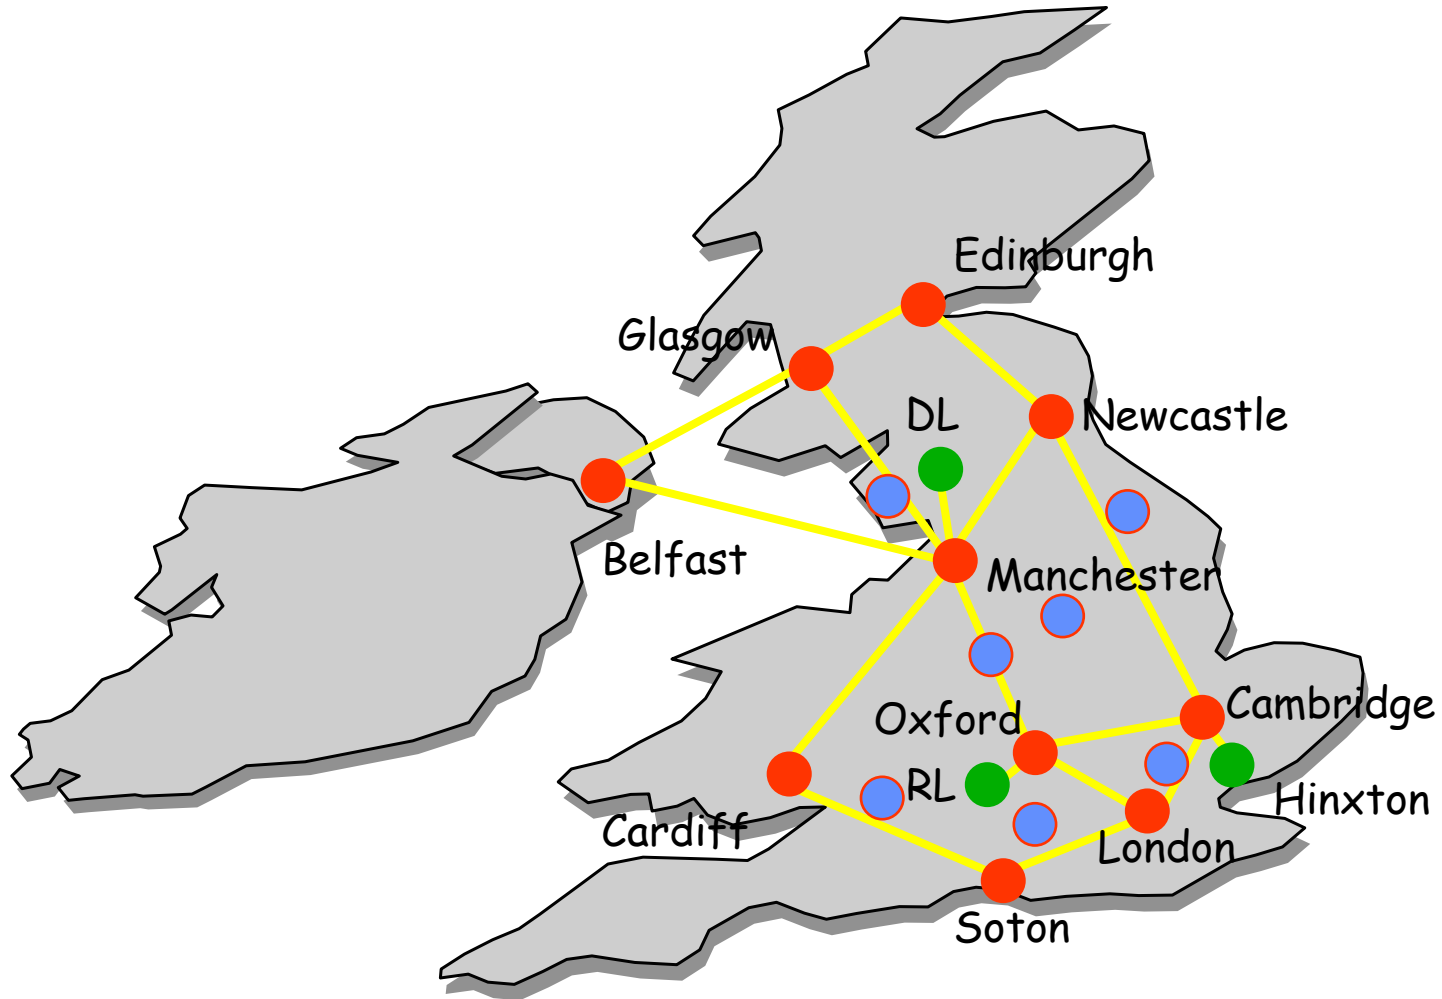 Edinburgh
Glasgow
DL
Newcastle
Belfast
Manchester
Cambridge
Oxford
RL
Hinxton
Cardiff
London
Soton